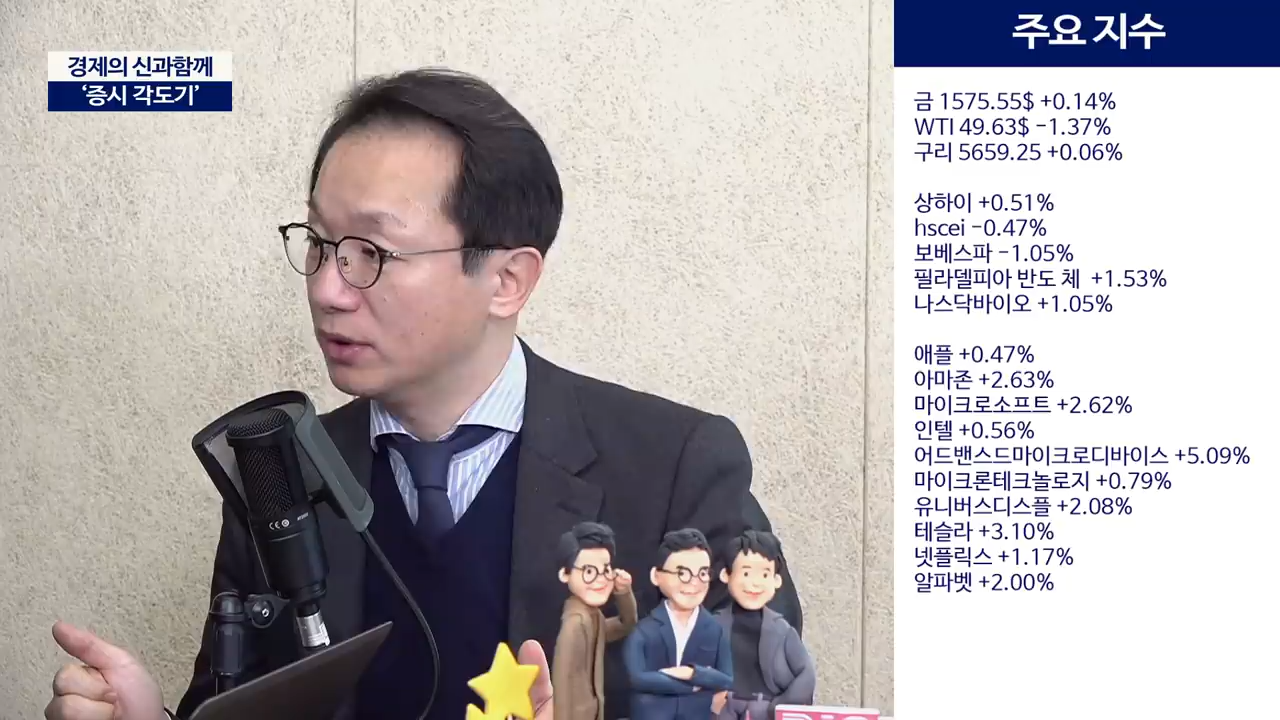 경제의 신과함께
‘증시 각도기’
주요 지수
금 1575.55$ +0.14%
WTI 49.63$ -1.37%
구리 5659.25 +0.06%
상하이 +0.51%
hscei -0.47%
보베스파 -1.05%
필라델피아 반도 체  +1.53%
나스닥바이오 +1.05%
애플 +0.47%
아마존 +2.63%
마이크로소프트 +2.62%
인텔 +0.56%
어드밴스드마이크로디바이스 +5.09%
마이크론테크놀로지 +0.79%
유니버스디스플 +2.08%
테슬라 +3.10%
넷플릭스 +1.17%
알파벳 +2.00%